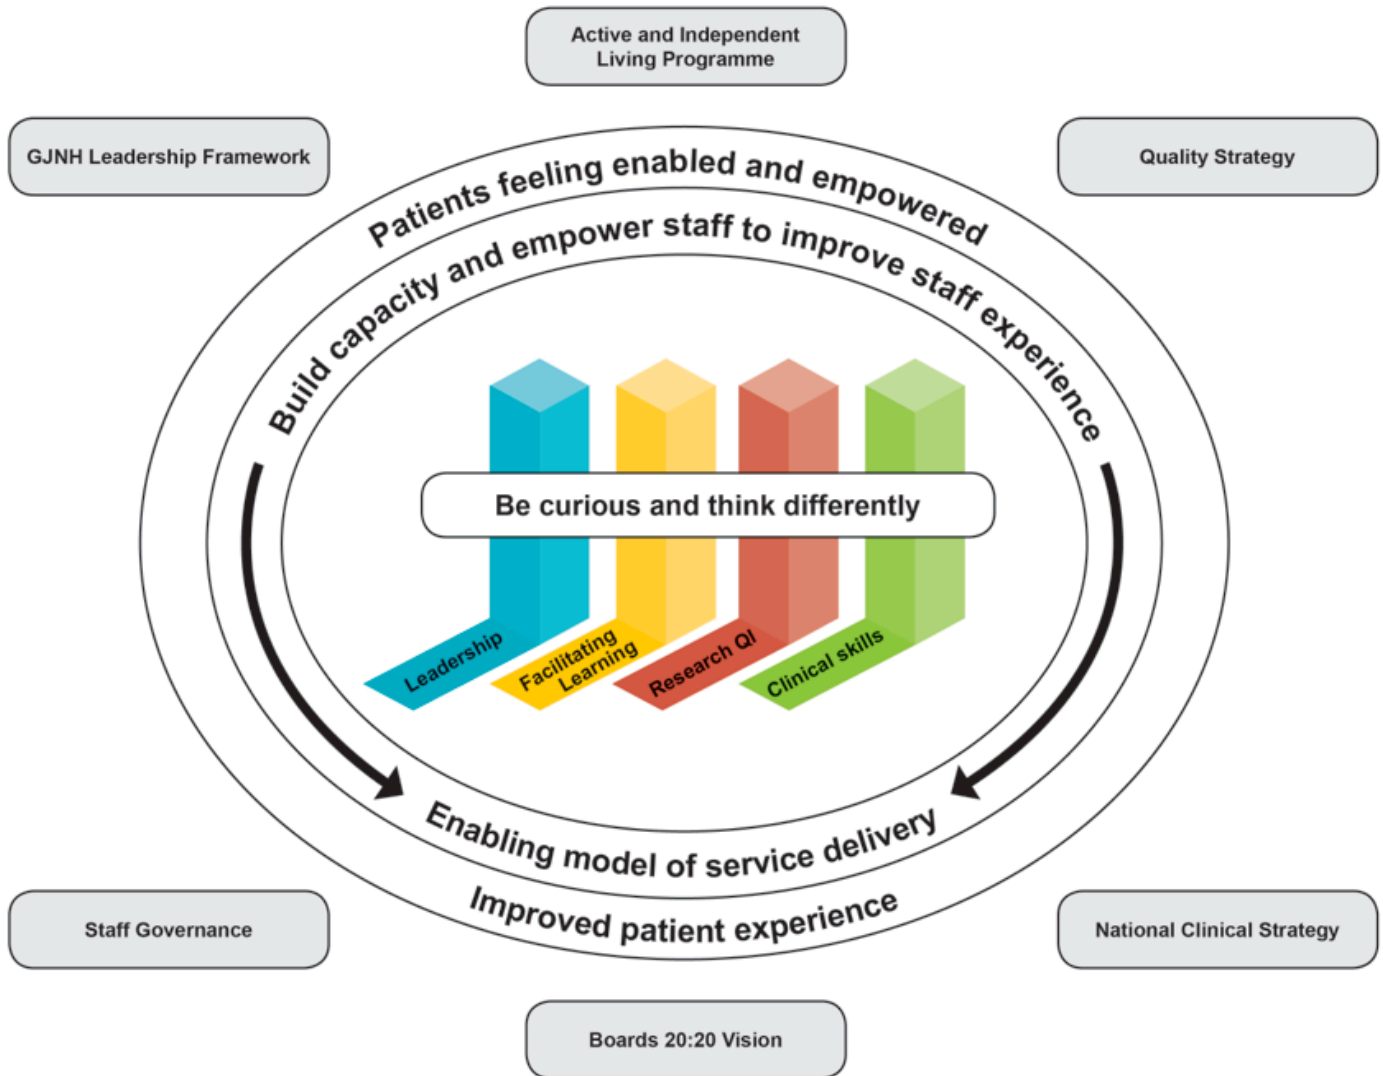 Active and Independent
Living Programme
GJNH Leadership Framework
Quality Strategy
Patients feeling enabled and empowered
Build capacity and empower staff to improve staff experience
Be curious and think differently
Leadership
Facilitating
Learning
Research QI
Clinical skills
Enabling model of service delivery
Improved patient experience
Staff Governance
National Clinical Strategy
Boards 20:20 Vision